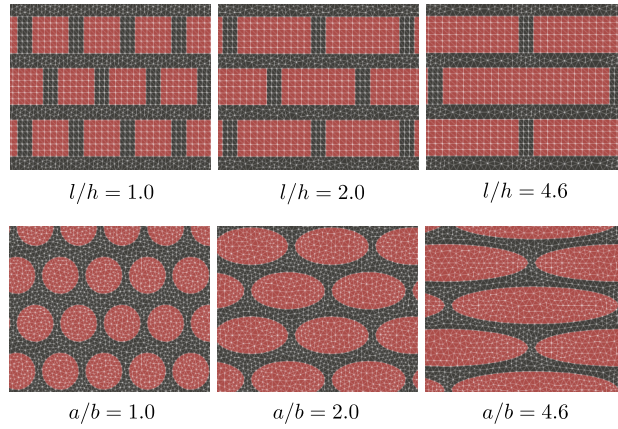 l/h = 1.0
l/h = 2.0
l/h = 4.6
a/b = 1.0
a/b = 2.0
a/b = 4.6